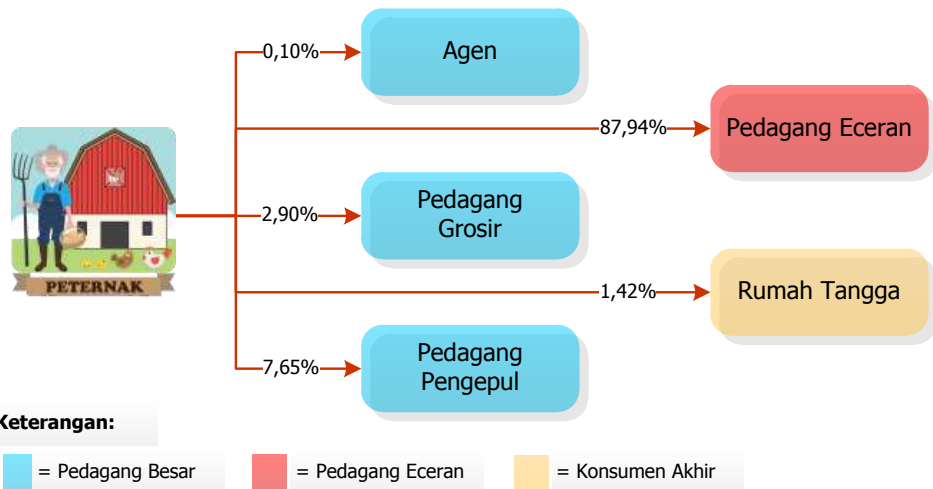 0,10%
Agen
87,94%
Pedagang Eceran
2,90%
Pedagang
Grosir
PETERNAK
1,42%
Rumah Tangga
7,65%
Pedagang
Pengepul
Keterangan:
= Pedagang Besar
= Pedagang Eceran
= Konsumen Akhir